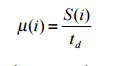 μ(i) = S(i) / t_d